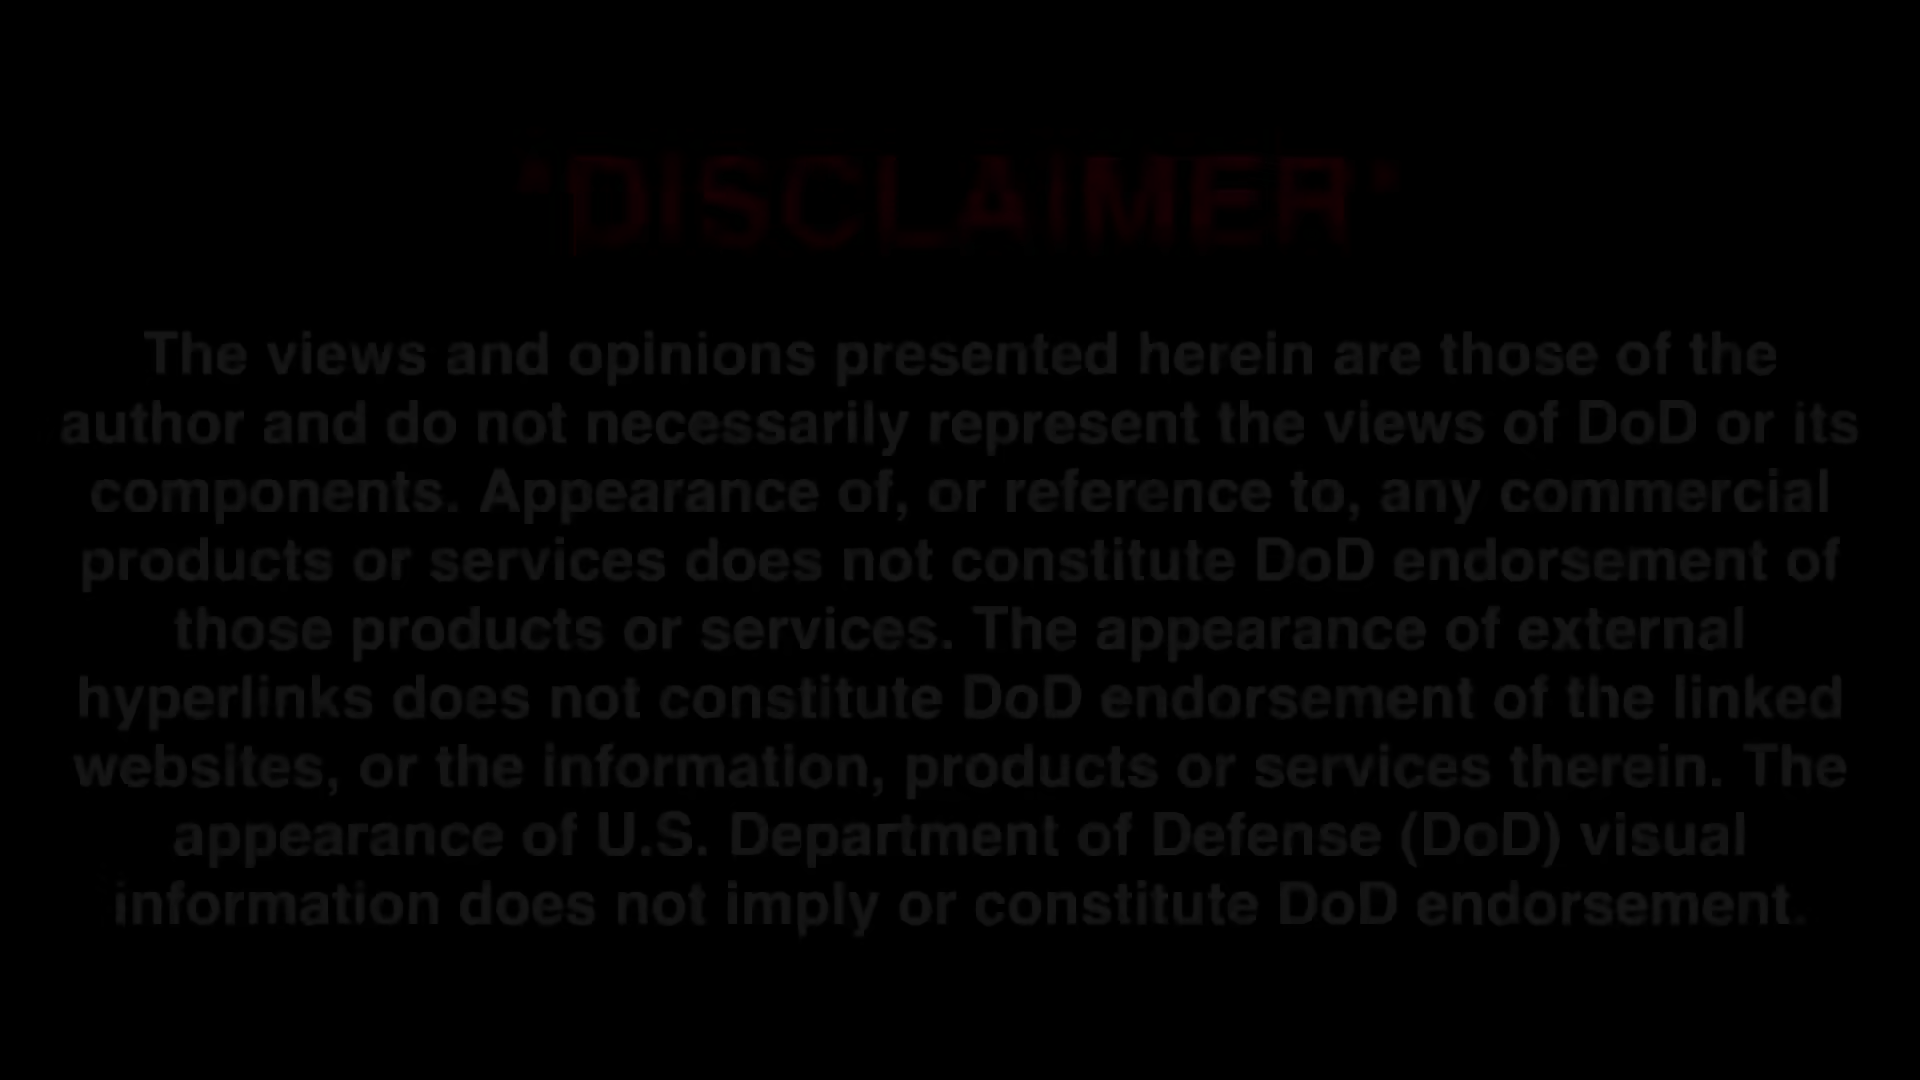 *DISCLAIMER*
The views and opinions presented herein are those of the
author and do not necessarily represent the views of DoD or its
components. Appearance of, or reference to, any commercial
products or services does not constitute DoD endorsement of
those products or services. The appearance of external
hyperlinks does not constitute DoD endorsement of the linked
websites, or the information, products or services therein. The
appearance of U.S. Department of Defense (DoD) visual
information does not imply or constitute DoD endorsement.